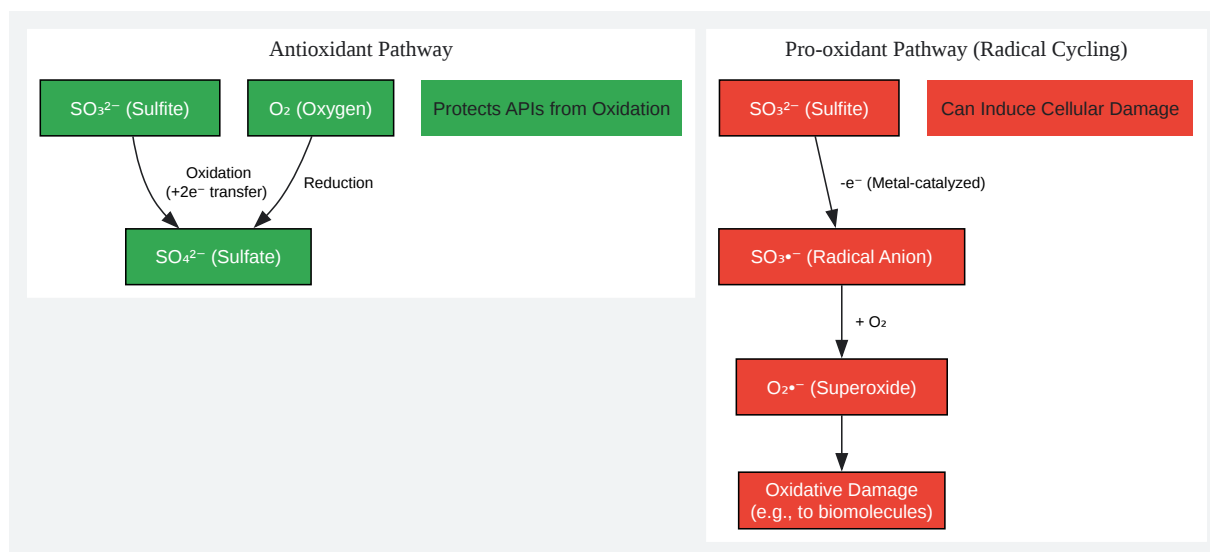 Antioxidant Pathway
SO₃²⁻ (Sulfite)
O₂ (Oxygen)
Protects APIs from Oxidation
Oxidation
(+2e⁻ transfer)
Reduction
SO₄²⁻ (Sulfate)
Pro-oxidant Pathway (Radical Cycling)
SO₃²⁻ (Sulfite)
Can Induce Cellular Damage
-e⁻ (Metal-catalyzed)
SO₃•⁻ (Radical Anion)
+ O₂
O₂•⁻ (Superoxide)
Oxidative Damage
(e.g., to biomolecules)